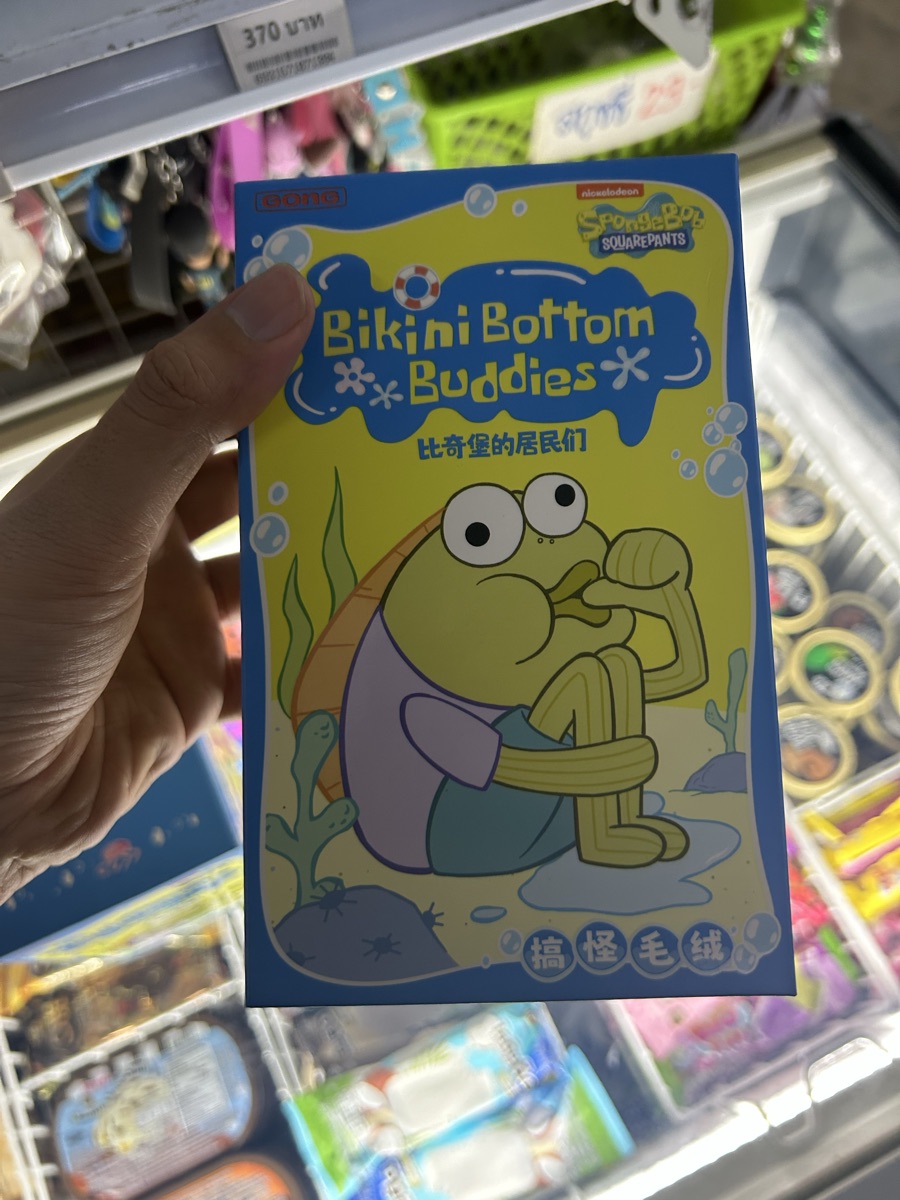 370 บาท
GONG
nickelodeon
SpongeBob
SQUAREPANTS
Bikini Bottom
Buddies
比奇堡的居民们
搞怪毛绒
29